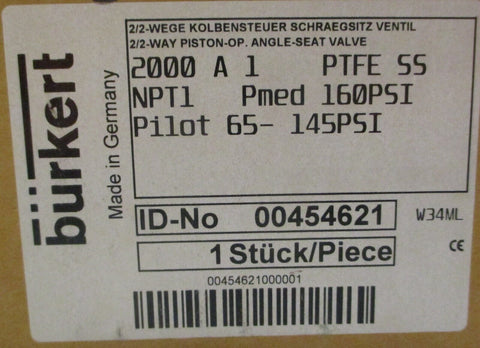 bürkert
Made in Germany
2/2-WEGE KOLBENSTEUER SCHRAEGSITZ VENTIL
2/2-WAY PISTON-OP. ANGLE-SEAT VALVE
2000 A 1 PTFE SS
NPT1 Pmed 160PSI
Pilot 65- 145PSI
ID-No 00454621
W34ML
1 Stück/Piece
CE
00454621000001